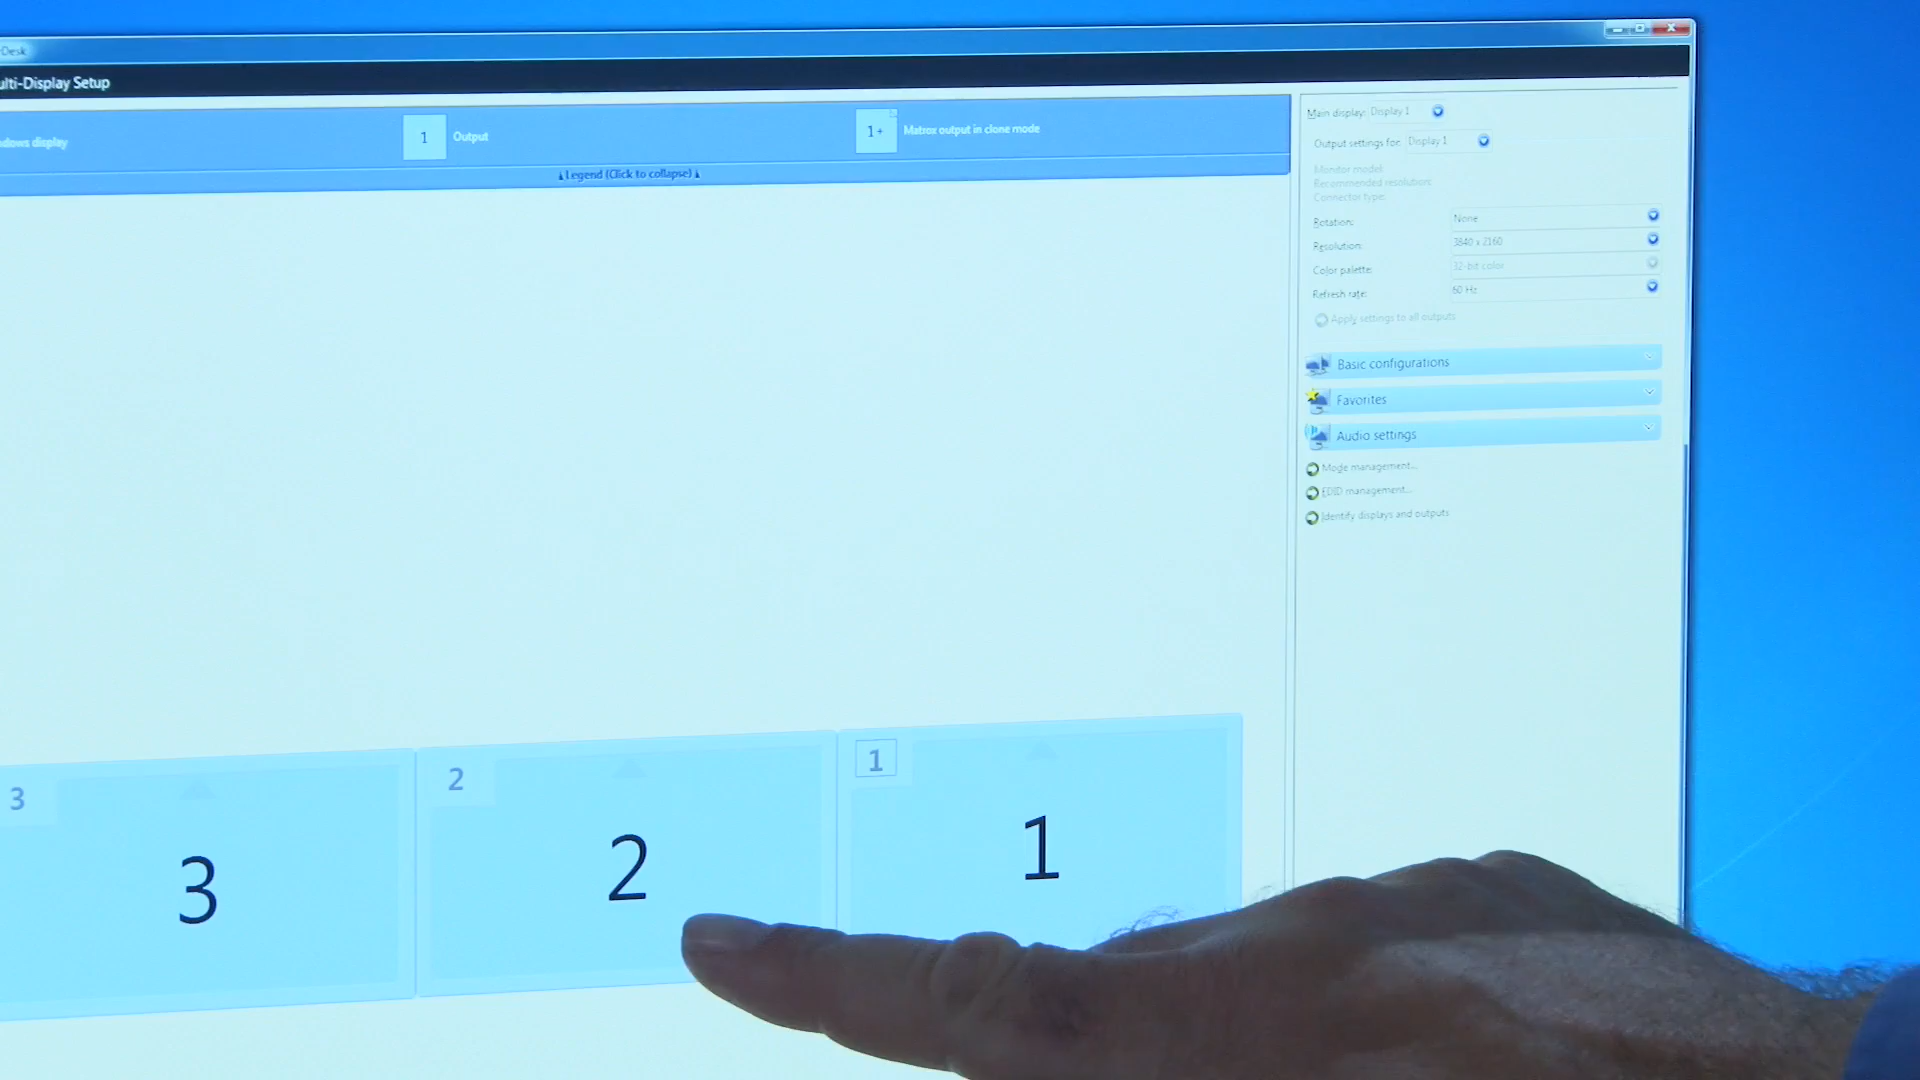 Desk
ulti-Display Setup
dows display
1 Output
1+ Matrox output in clone mode
Legend (Click to collapse)
Main display: Display 1
Output settings for: Display 1
Monitor model:
Recommended resolution:
Connector type:
Rotation: None
Resolution: 3840 x 2160
Color palette: 32-bit color
Refresh rate: 60 Hz
Apply settings to all outputs
Basic configurations
Favorites
Audio settings
Mode management...
EDID management...
Identify displays and outputs
3
3
2
2
1
1